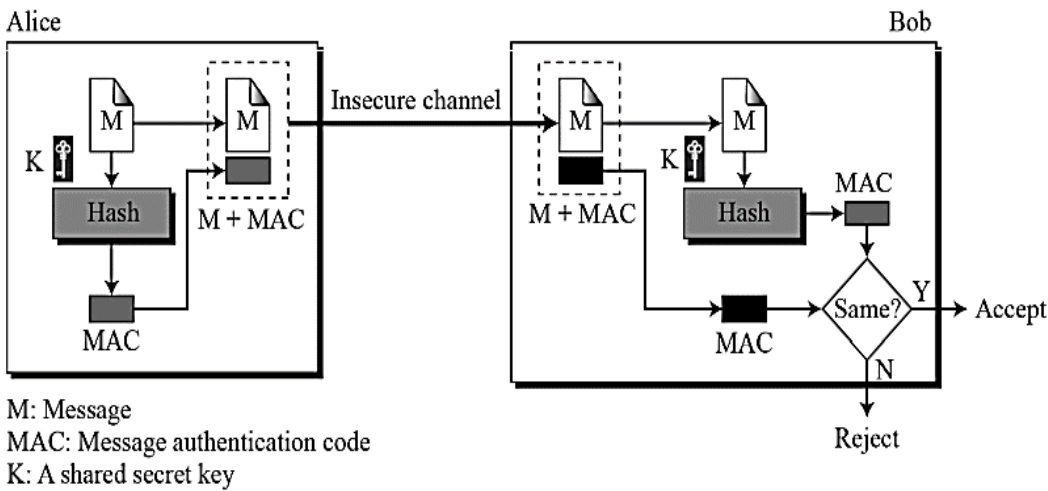 Alice
Bob
M
M
Insecure channel
M
M
K
K
Hash
M + MAC
M + MAC
Hash
MAC
MAC
MAC
Same?
Y
Accept
N
Reject
M: Message
MAC: Message authentication code
K: A shared secret key